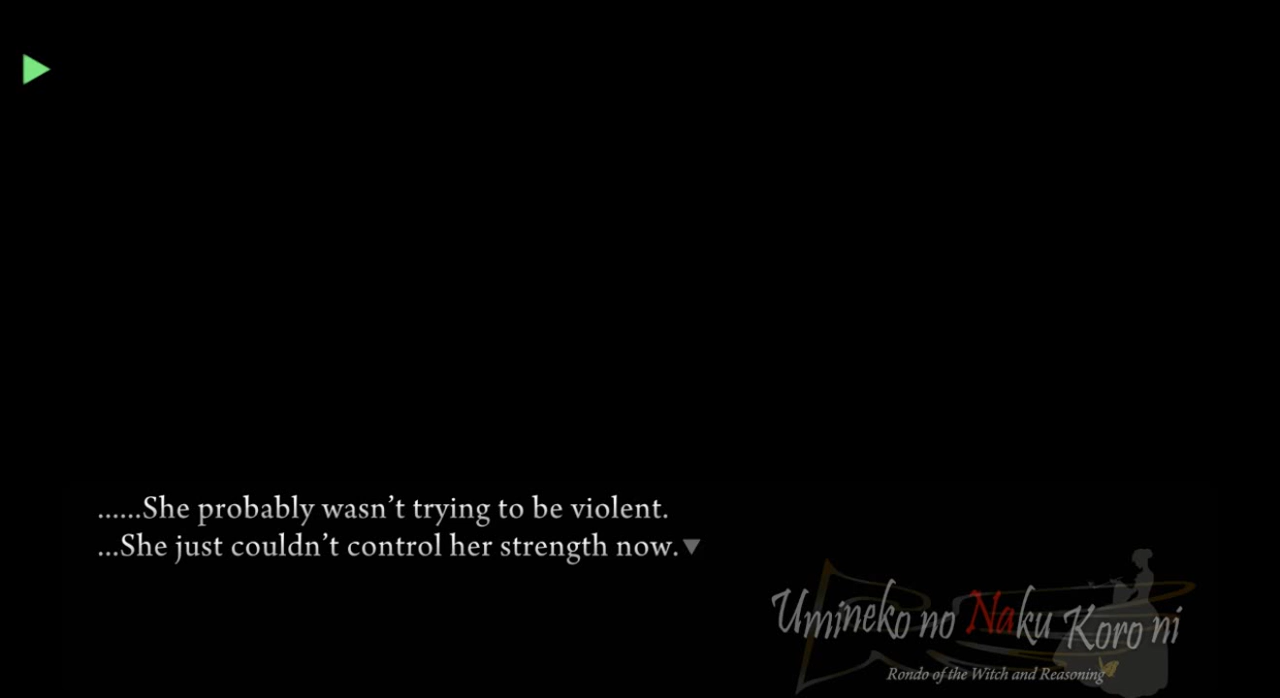 ......She probably wasn’t trying to be violent.
...She just couldn’t control her strength now.
Umineko no Naku Koro ni
Rondo of the Witch and Reasoning